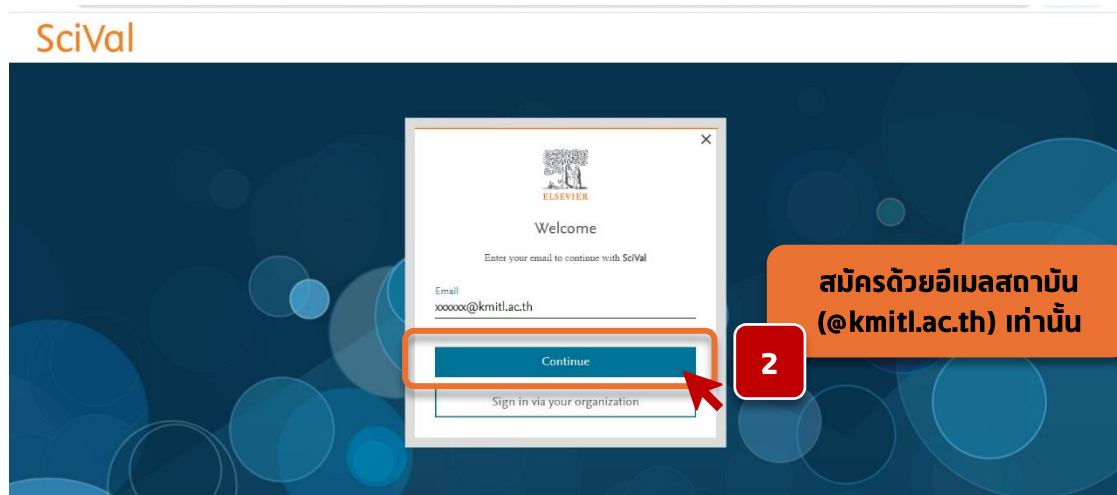 SciVal
ELSEVIER
Welcome
Enter your email to continue with SciVal
Email
xxxxxx@kmitl.ac.th
Continue
Sign in via your organization
2
สมัครด้วยอีเมลสถาบัน
(@kmitl.ac.th) เท่านั้น